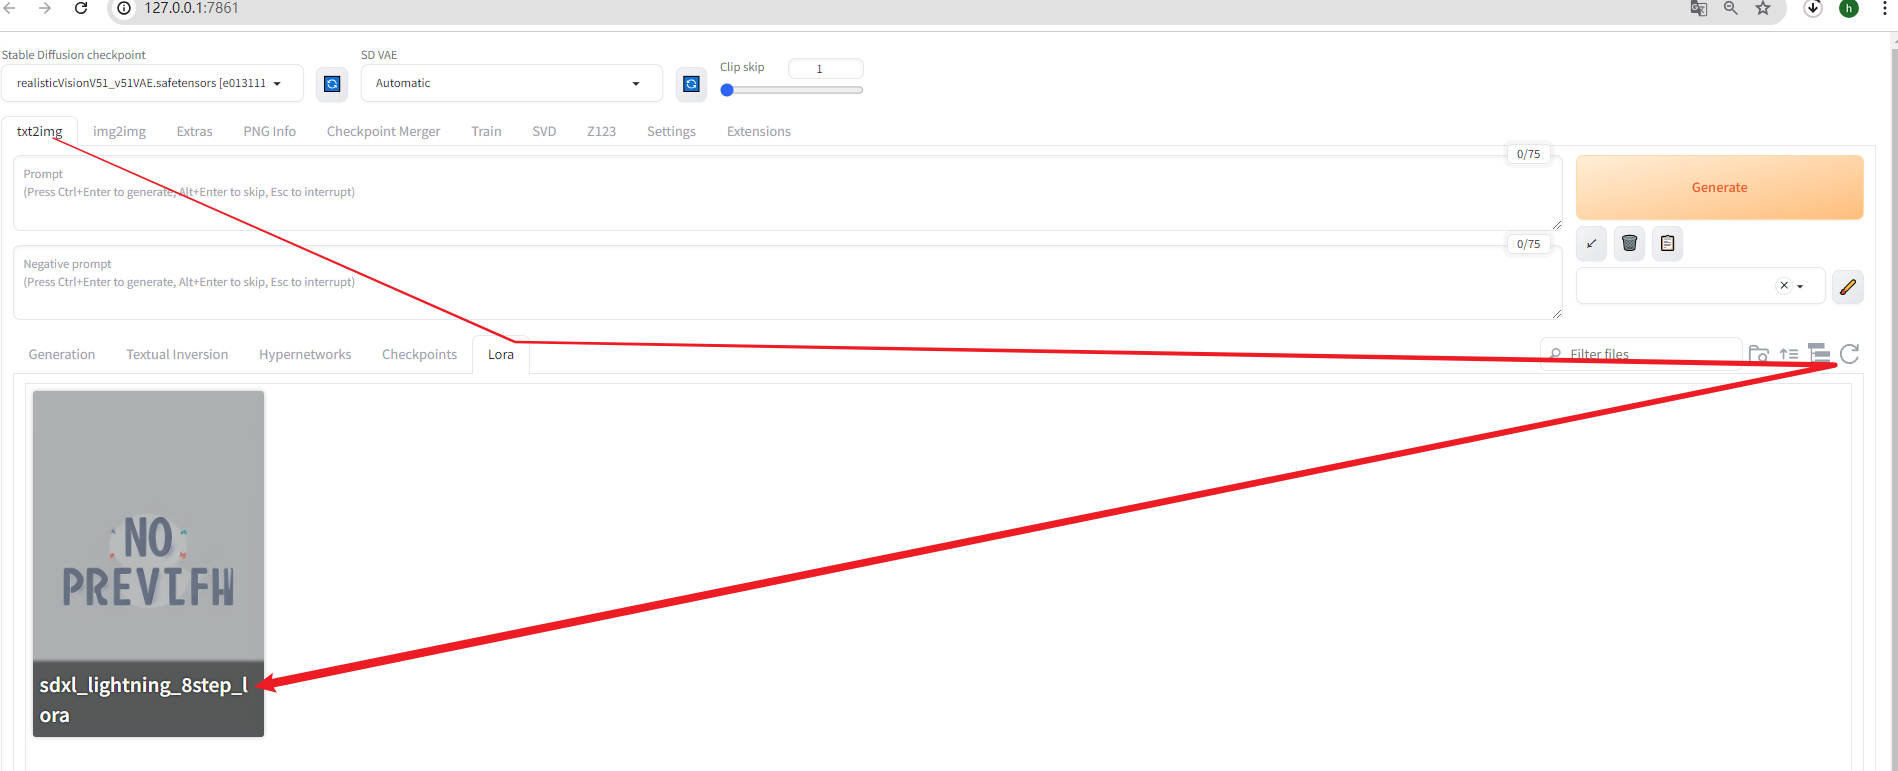 127.0.0.1:7861
h
Stable Diffusion checkpoint
SD VAE
Clip skip
1
realisticVisionV51_v51VAE.safetensors [e013111
Automatic
txt2img
img2img
Extras
PNG Info
Checkpoint Merger
Train
SVD
Z123
Settings
Extensions
0/75
Prompt
(Press Ctrl+Enter to generate, Alt+Enter to skip, Esc to interrupt)
Generate
0/75
Negative prompt
(Press Ctrl+Enter to generate, Alt+Enter to skip, Esc to interrupt)
Generation
Textual Inversion
Hypernetworks
Checkpoints
Lora
Filter files
NO
PREVIFW
sdxl_lightning_8step_l
ora